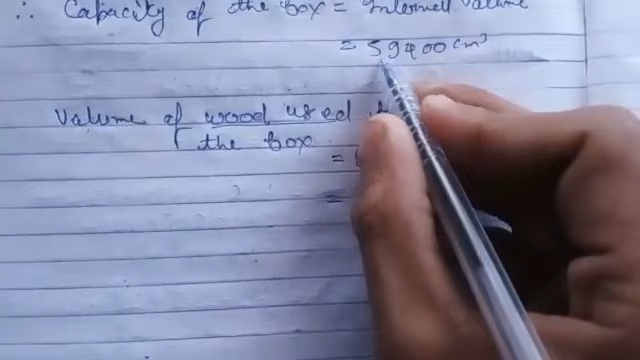 ∴ Capacity of the box = Internal Volume
= 59400 cm³
Volume of wood used
the box
=
=